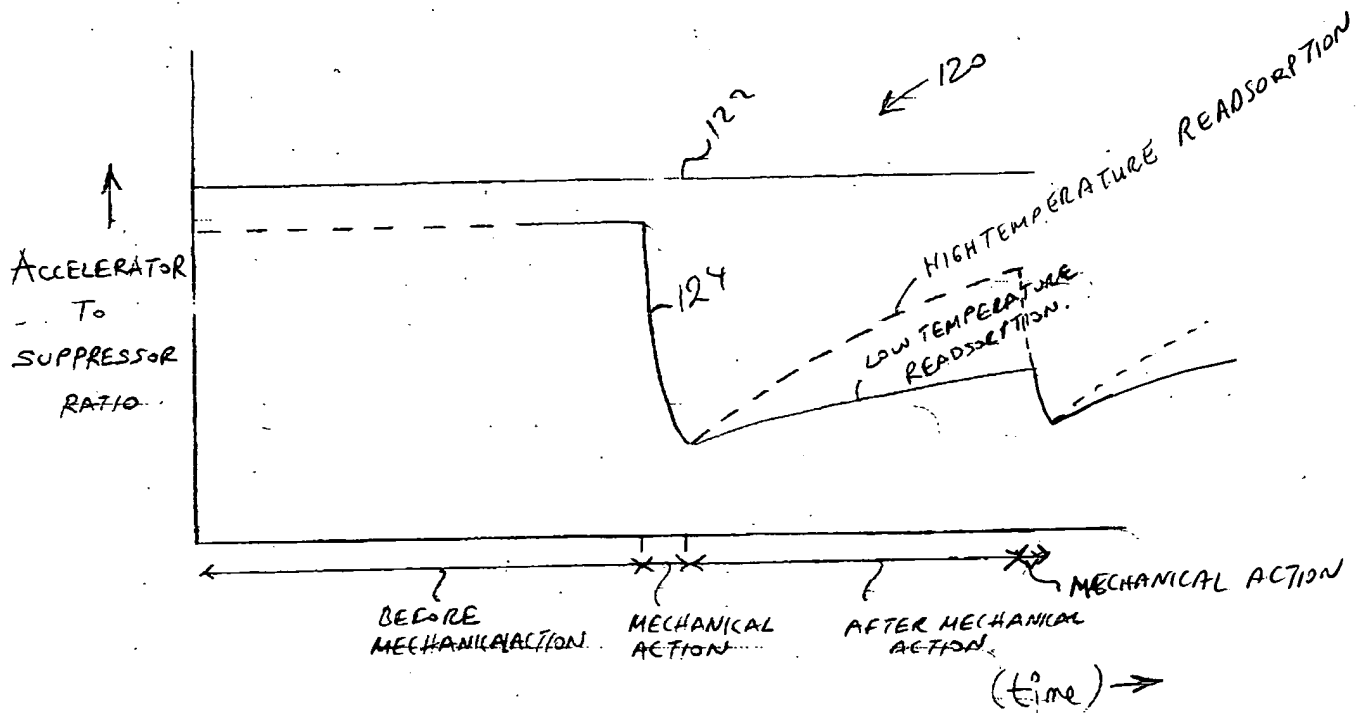 120
122
HIGH TEMPERATURE READSORPTION
ACCELERATOR
TO
SUPPRESSOR
RATIO
124
LOW TEMPERATURE
READSORPTION.
BEFORE
MECHANICAL ACTION
MECHANICAL
ACTION
AFTER MECHANICAL
ACTION
MECHANICAL ACTION
(time)